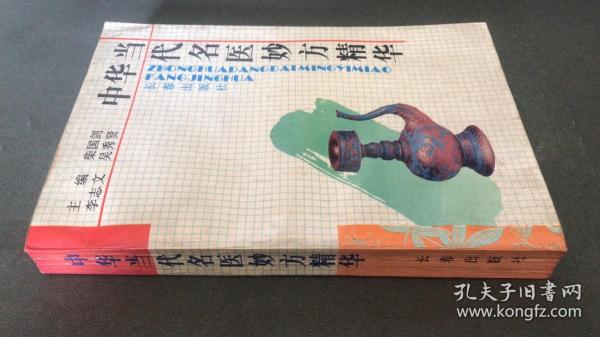 中华当代名医妙方精华
ZHONGHUADANGDAIMINGYIMIAO
FANGJINGHUA
长春出版社
主编
李志文
柴国剑
吴秀贤
中华当代名医妙方精华
长春出版社
孔夫子旧书网
www.kongfz.com